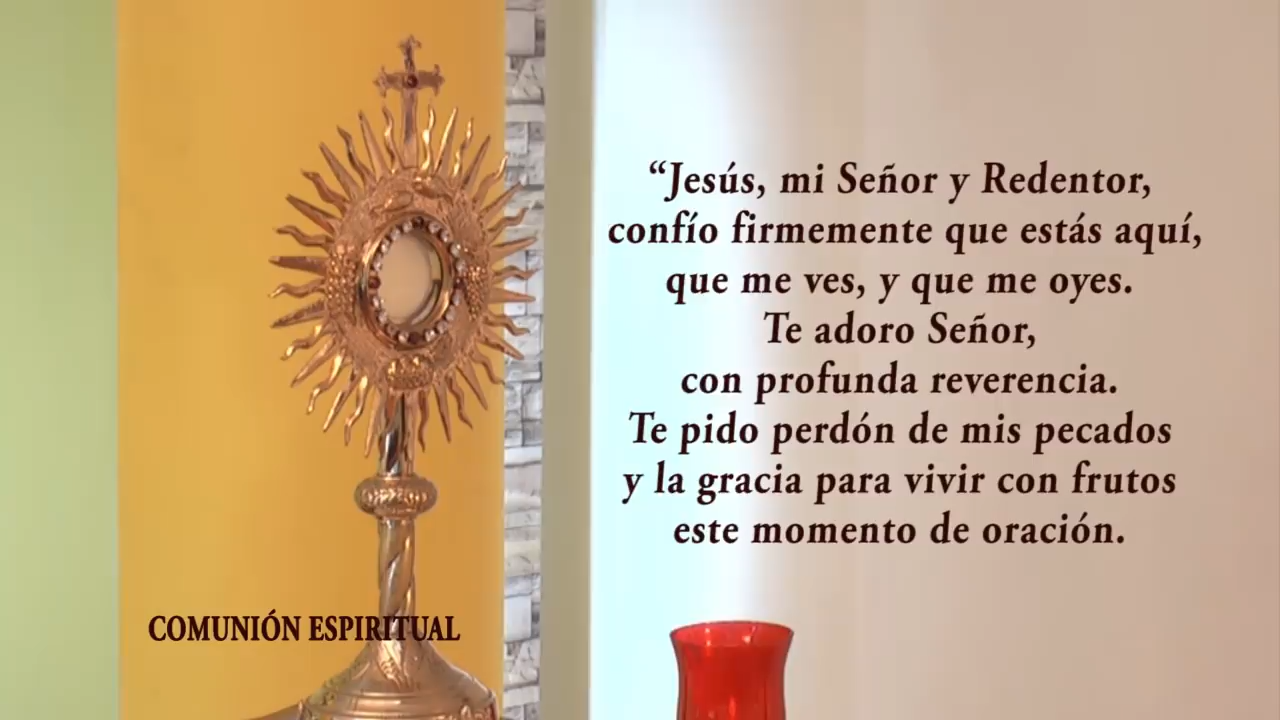 “Jesús, mi Señor y Redentor,
confío firmemente que estás aquí,
que me ves, y que me oyes.
Te adoro Señor,
con profunda reverencia.
Te pido perdón de mis pecados
y la gracia para vivir con frutos
este momento de oración.
COMUNIÓN ESPIRITUAL